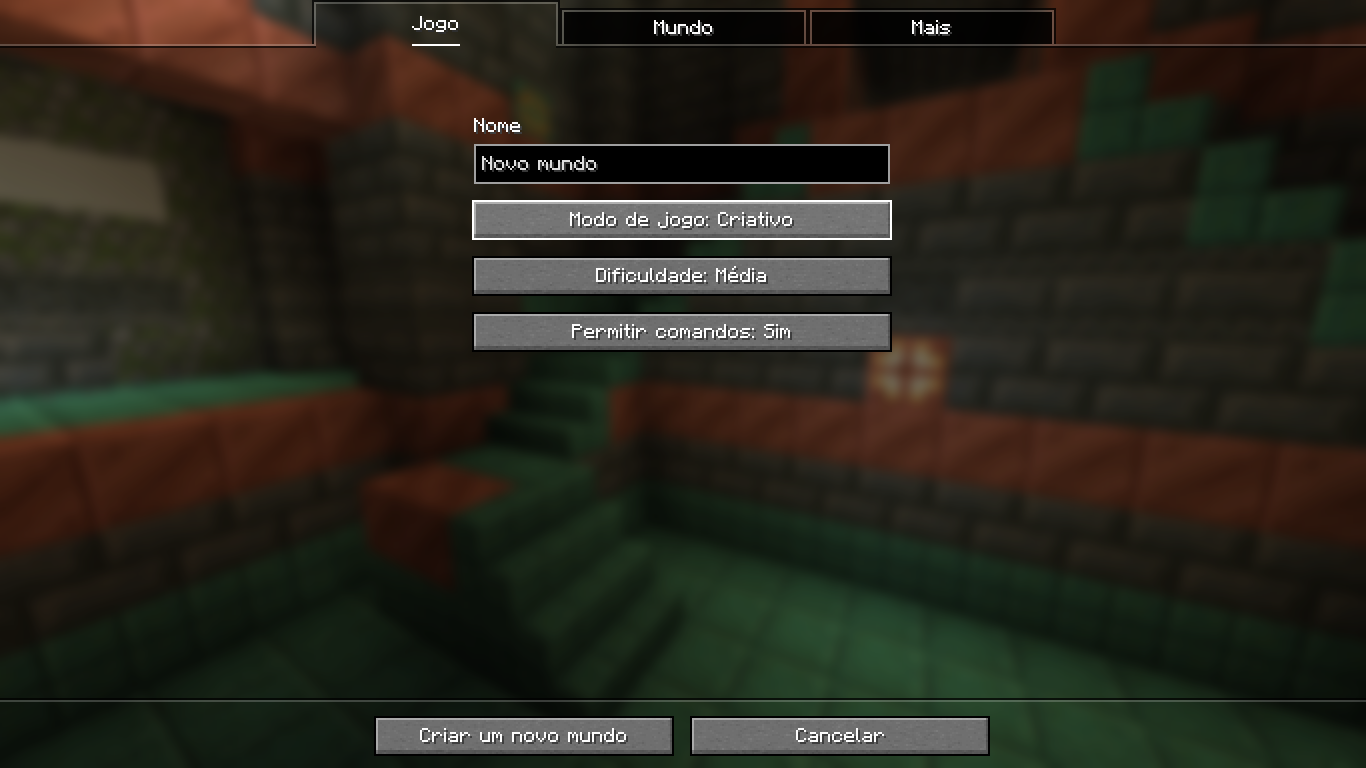 Jogo
Mundo
Mais
Nome
Novo mundo
Modo de jogo: Criativo
Dificuldade: Média
Permitir comandos: Sim
Criar um novo mundo
Cancelar